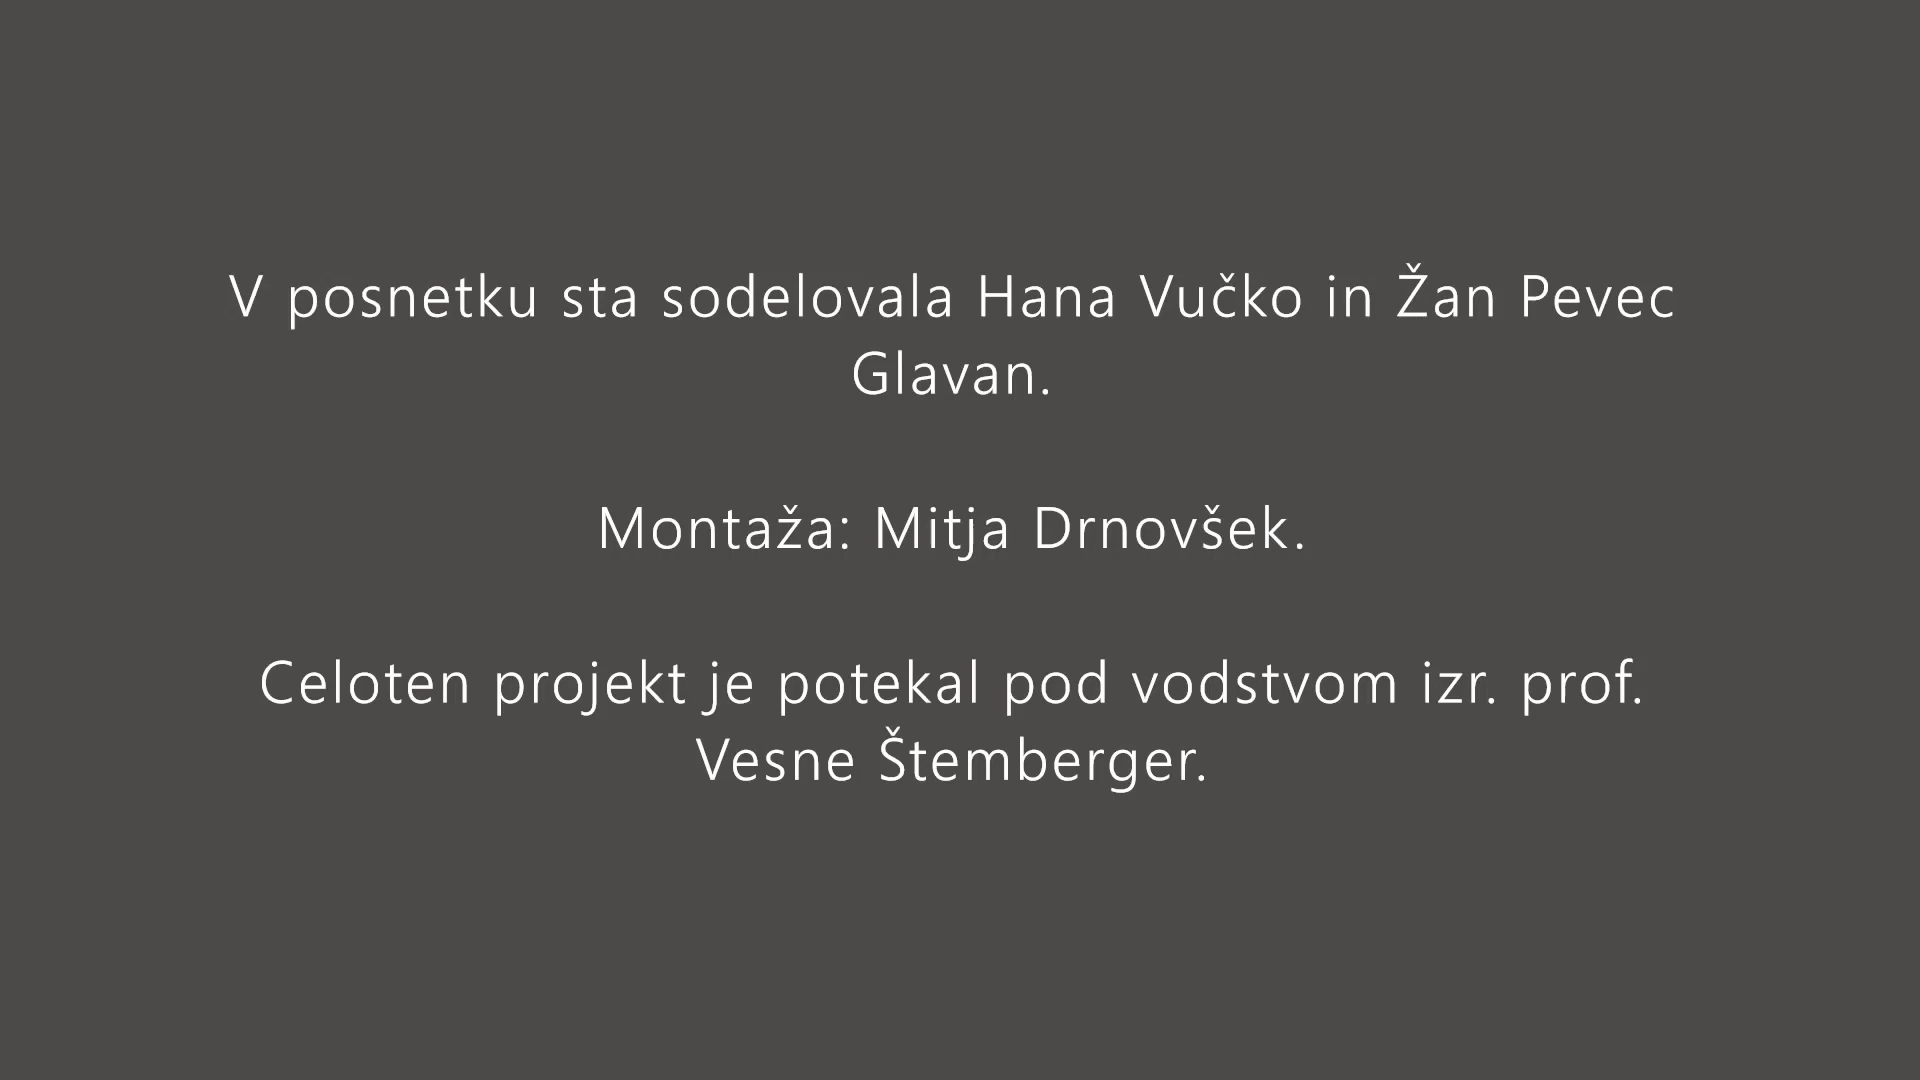 V posnetku sta sodelovala Hana Vučko in Žan Pevec
Glavan.
Montaža: Mitja Drnovšek.
Celoten projekt je potekal pod vodstvom izr. prof.
Vesne Štemberger.